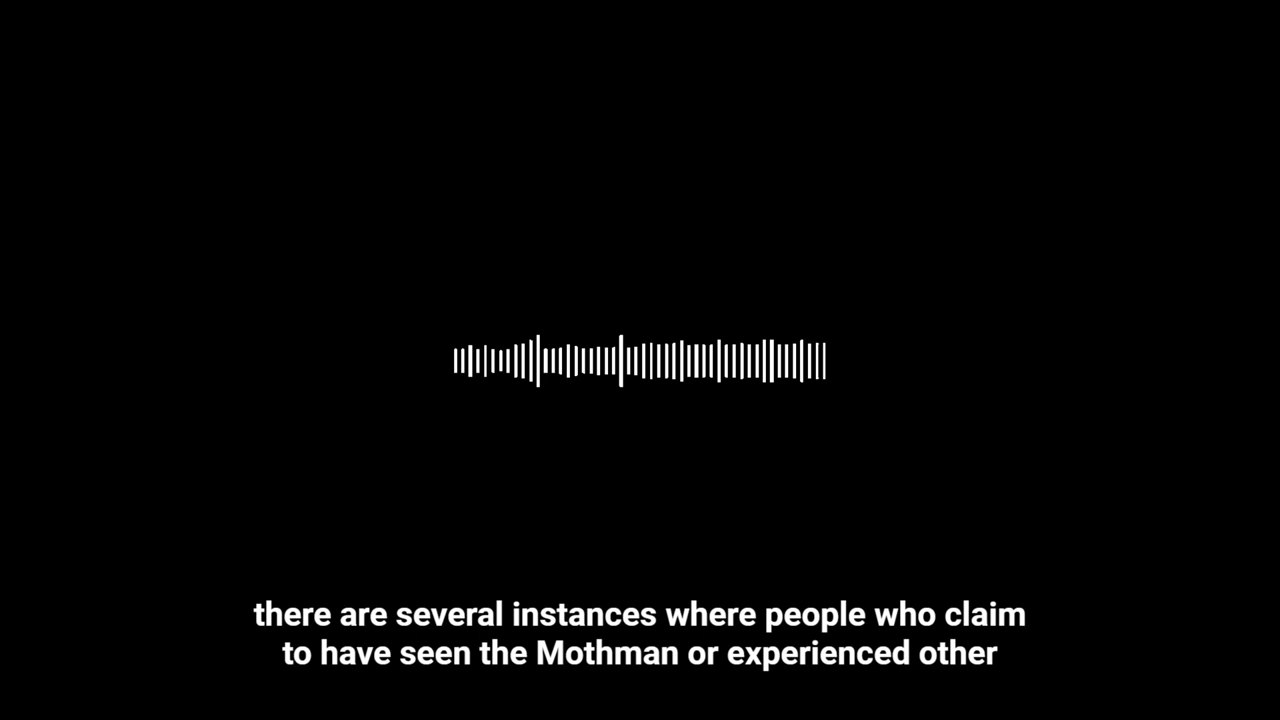 there are several instances where people who claim
to have seen the Mothman or experienced other